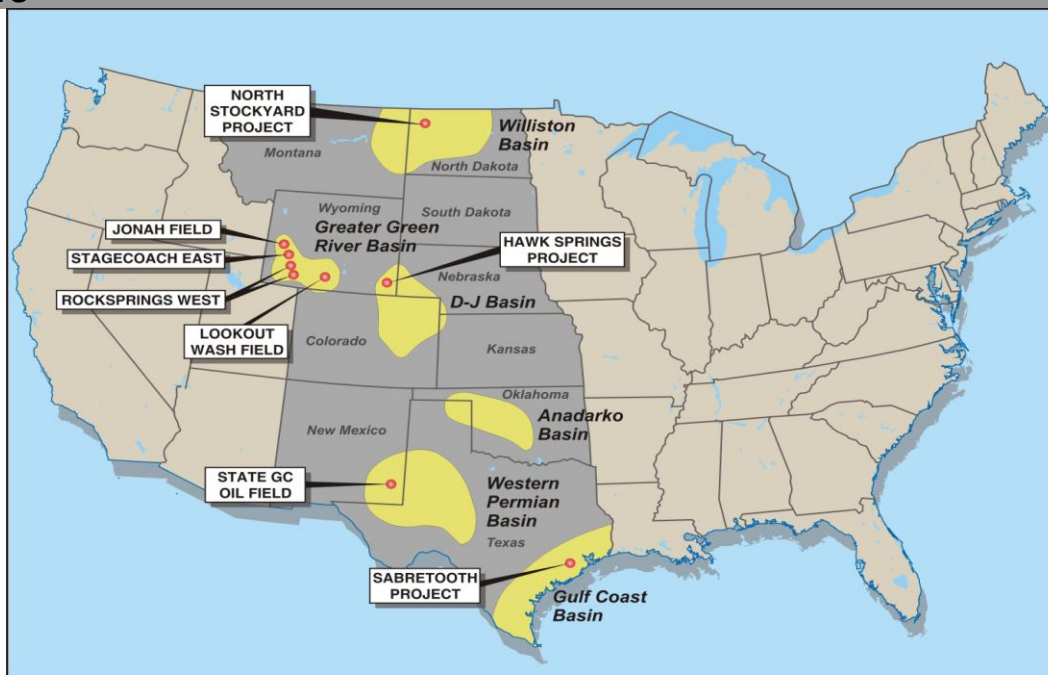 NORTH
STOCKYARD
PROJECT
Williston
Basin
Montana
North Dakota
Wyoming
South Dakota
Greater Green
River Basin
JONAH FIELD
STAGECOACH EAST
ROCKSPRINGS WEST
LOOKOUT
WASH FIELD
HAWK SPRINGS
PROJECT
Nebraska
D-J Basin
Colorado
Kansas
Oklahoma
Anadarko
Basin
New Mexico
STATE GC
OIL FIELD
Western
Permian
Basin
Texas
SABRETOOTH
PROJECT
Gulf Coast
Basin